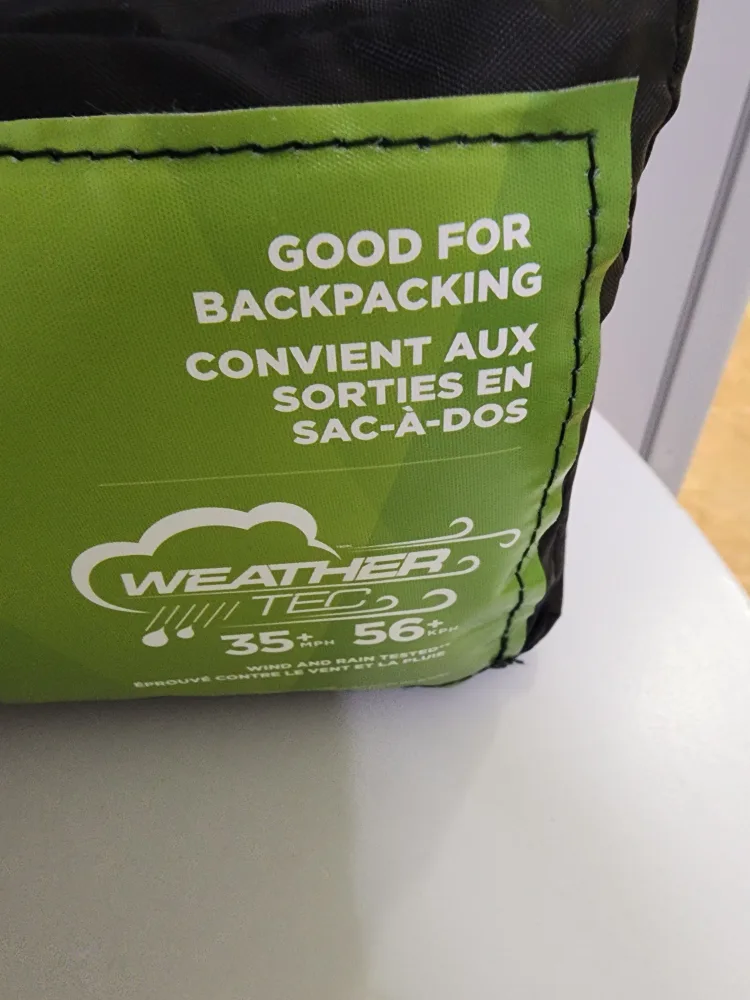 GOOD FOR
BACKPACKING
CONVIENT AUX
SORTIES EN
SAC-À-DOS
WEATHER
TEC
35+ MPH 56+ KPH
WIND AND RAIN TESTED**
ÉPROUVÉ CONTRE LE VENT ET LA PLUIE